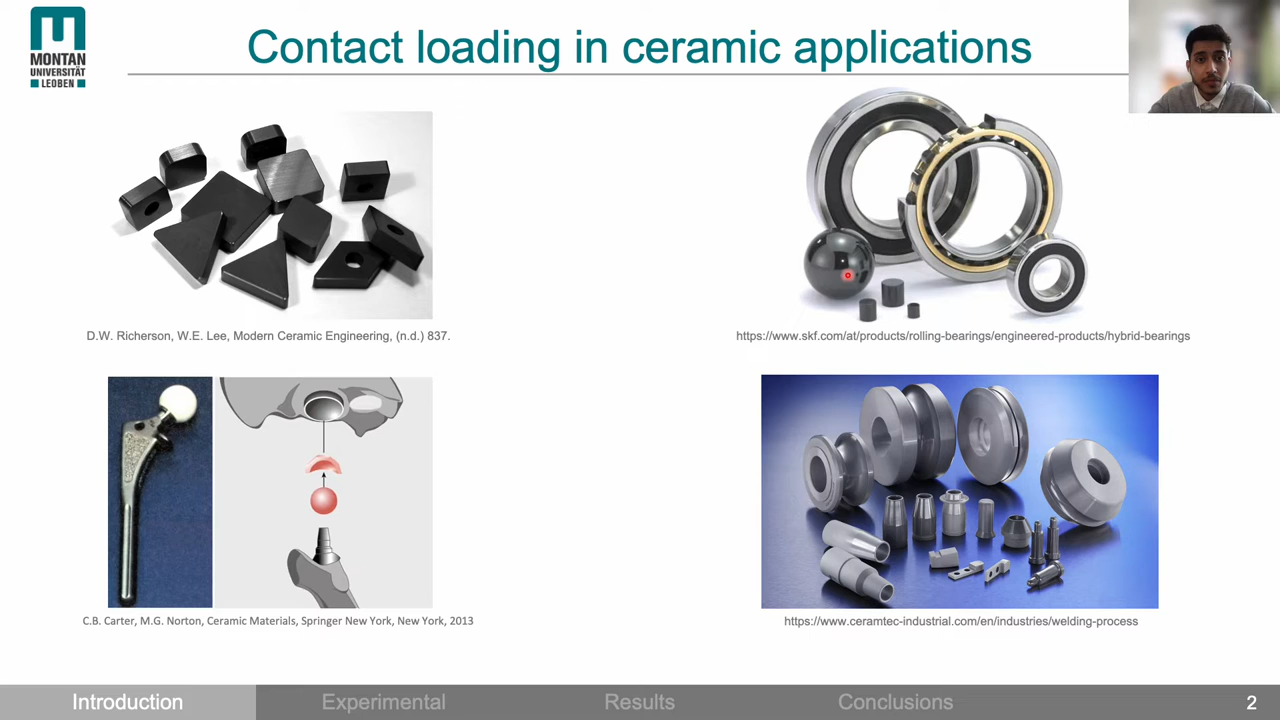 MONTAN
UNIVERSITÄT
LEOBEN
Contact loading in ceramic applications
D.W. Richerson, W.E. Lee, Modern Ceramic Engineering, (n.d.) 837.
https://www.skf.com/at/products/rolling-bearings/engineered-products/hybrid-bearings
C.B. Carter, M.G. Norton, Ceramic Materials, Springer New York, New York, 2013
https://www.ceramtec-industrial.com/en/industries/welding-process
Introduction
Experimental
Results
Conclusions
2